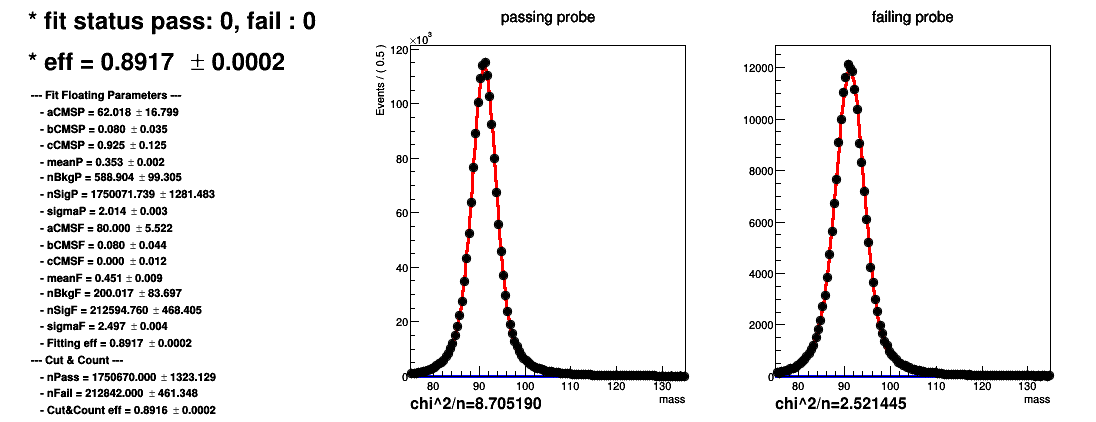 * fit status pass: 0, fail : 0
* eff = 0.8917 ± 0.0002
--- Fit Floating Parameters ---
- aCMSP = 62.018 ± 16.799
- bCMSP = 0.080 ± 0.035
- cCMSP = 0.925 ± 0.125
- meanP = 0.353 ± 0.002
- nBkgP = 588.904 ± 99.305
- nSigP = 1750071.739 ± 1281.483
- sigmaP = 2.014 ± 0.003
- aCMSF = 80.000 ± 5.522
- bCMSF = 0.080 ± 0.044
- cCMSF = 0.000 ± 0.012
- meanF = 0.451 ± 0.009
- nBkgF = 200.017 ± 83.697
- nSigF = 212594.760 ± 468.405
- sigmaF = 2.497 ± 0.004
- Fitting eff = 0.8917 ± 0.0002
--- Cut & Count ---
- nPass = 1750670.000 ± 1323.129
- nFail = 212842.000 ± 461.348
- Cut&Count eff = 0.8916 ± 0.0002
passing probe
×10³
Events / ( 0.5 )
120
100
80
60
40
20
0
80 90 100 110 120 130
mass
chi^2/n=8.705190
failing probe
12000
10000
8000
6000
4000
2000
0
80 90 100 110 120 130
mass
chi^2/n=2.521445